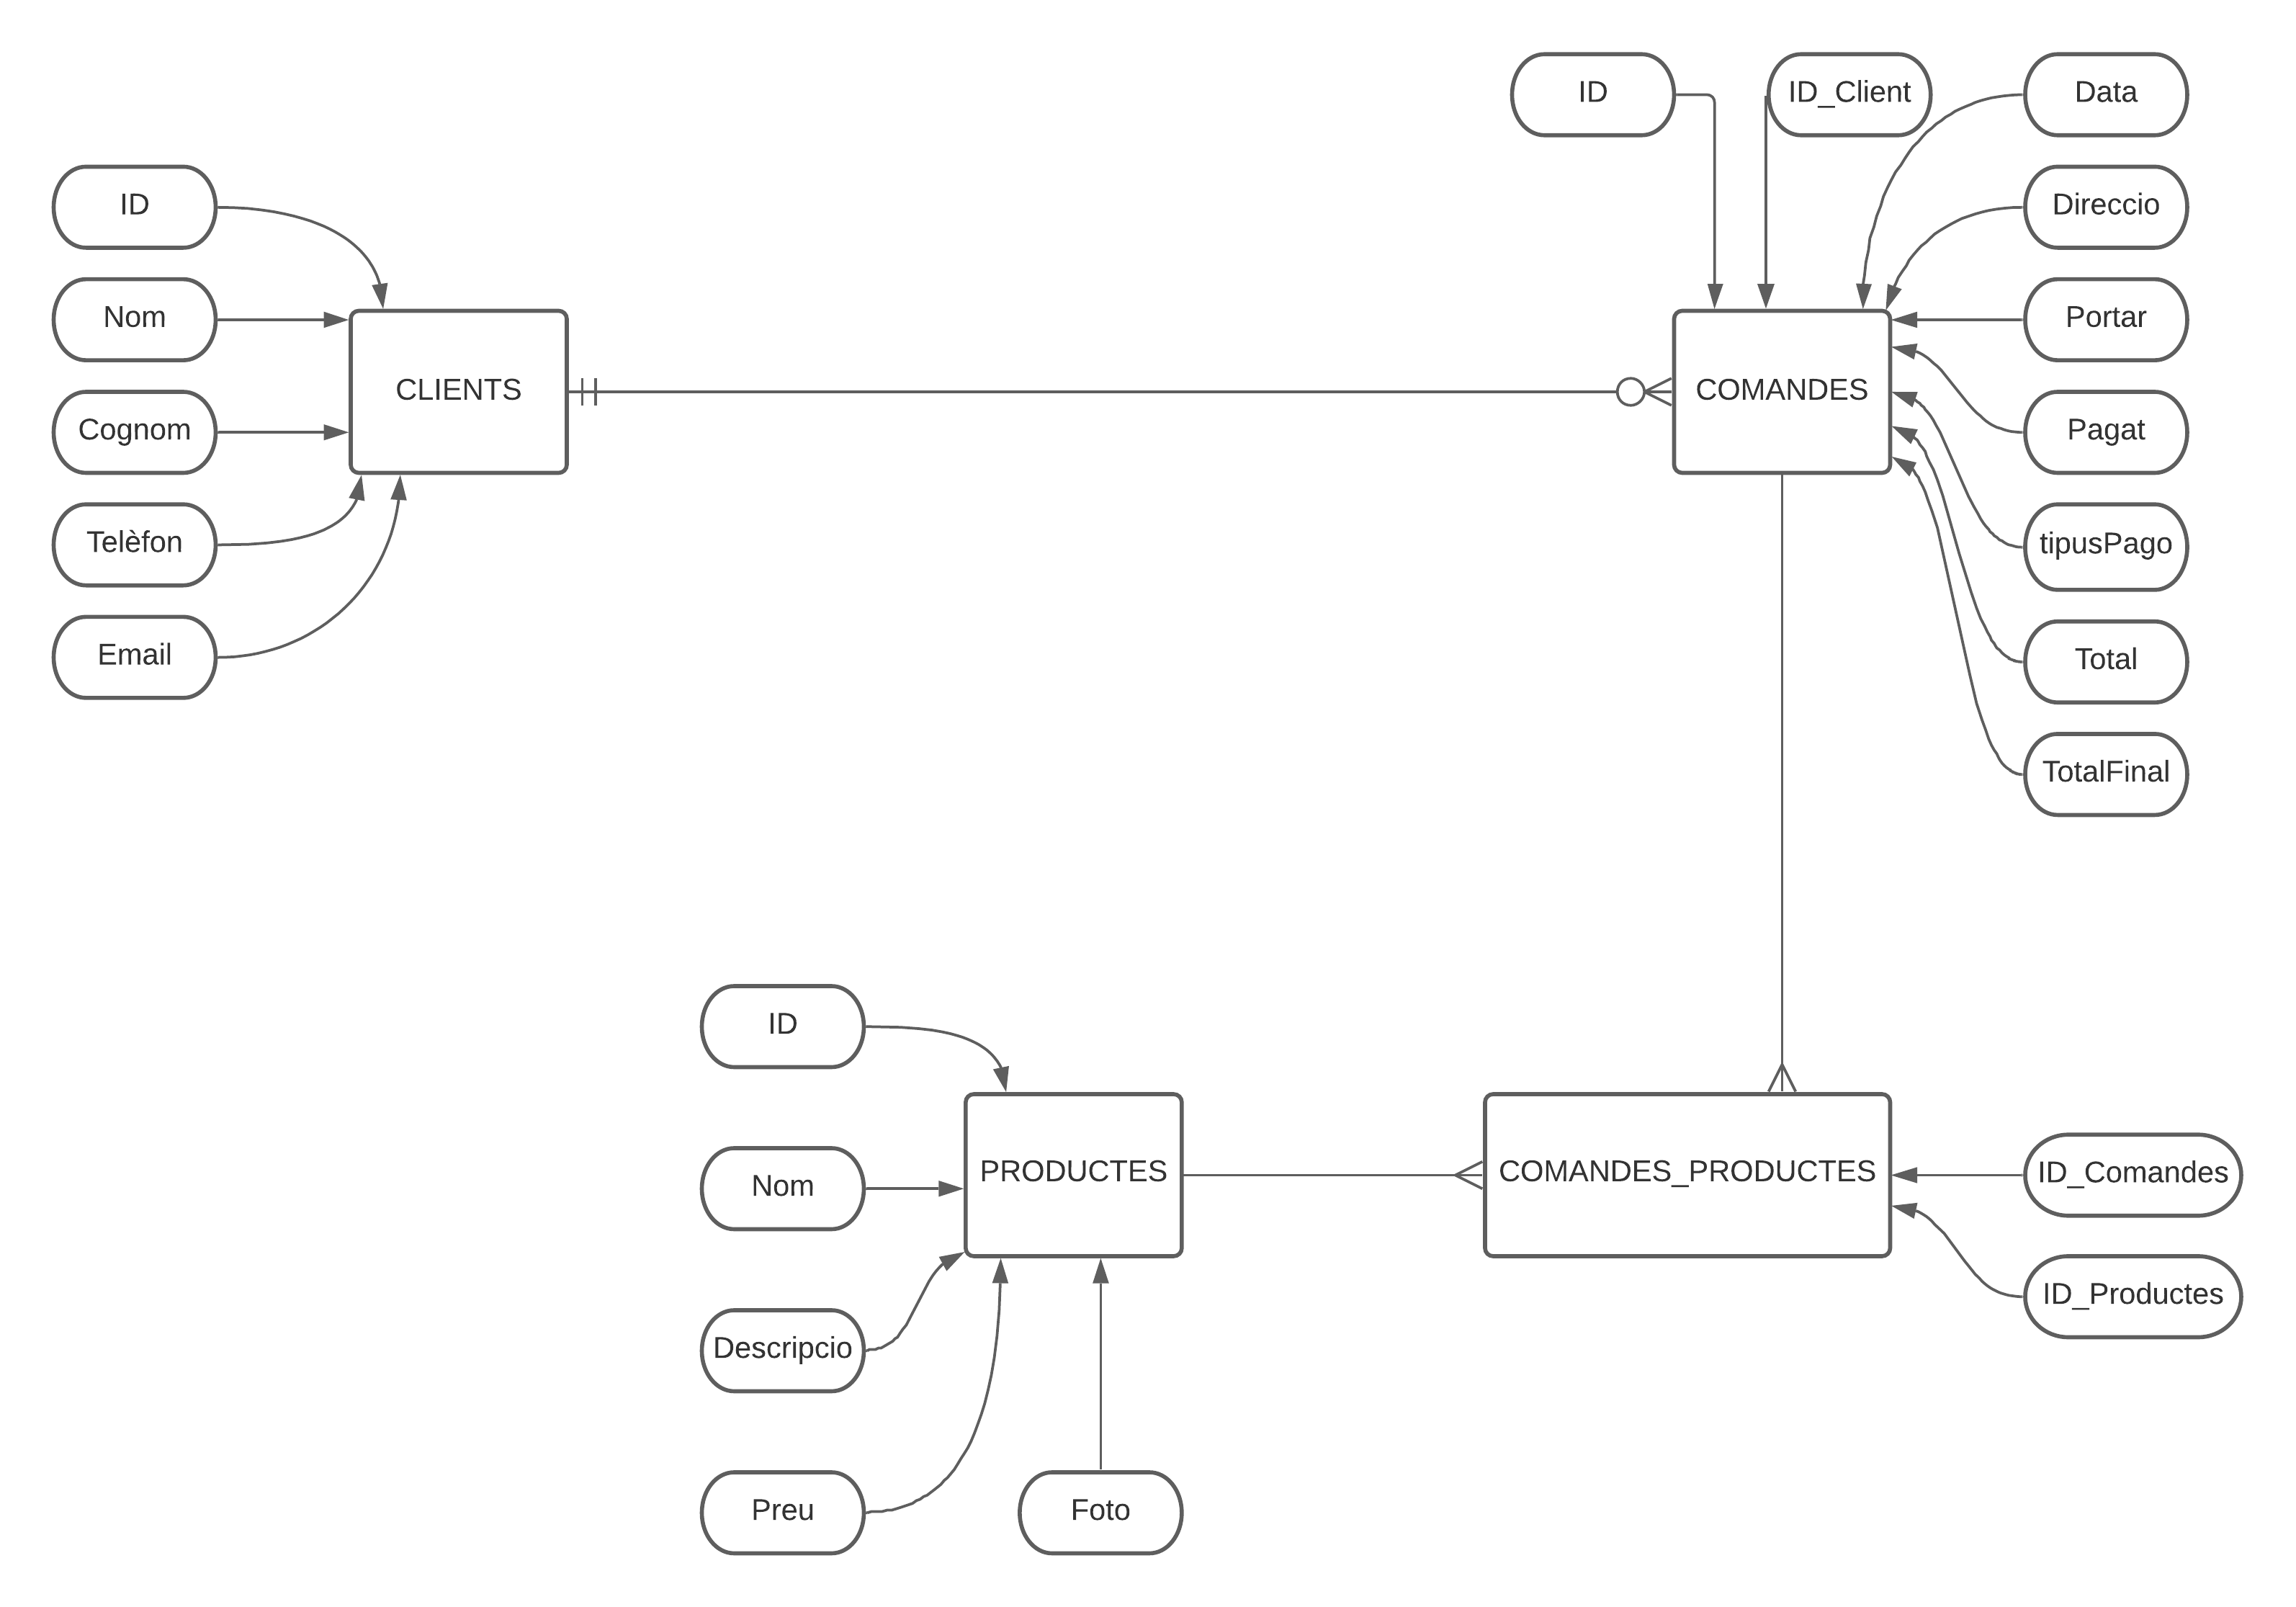 ID
ID_Client
Data
ID
Direccio
Nom
Portar
CLIENTS
COMANDES
Cognom
Pagat
Telèfon
tipusPago
Email
Total
TotalFinal
ID
PRODUCTES
COMANDES_PRODUCTES
ID_Comandes
Nom
ID_Productes
Descripcio
Preu
Foto